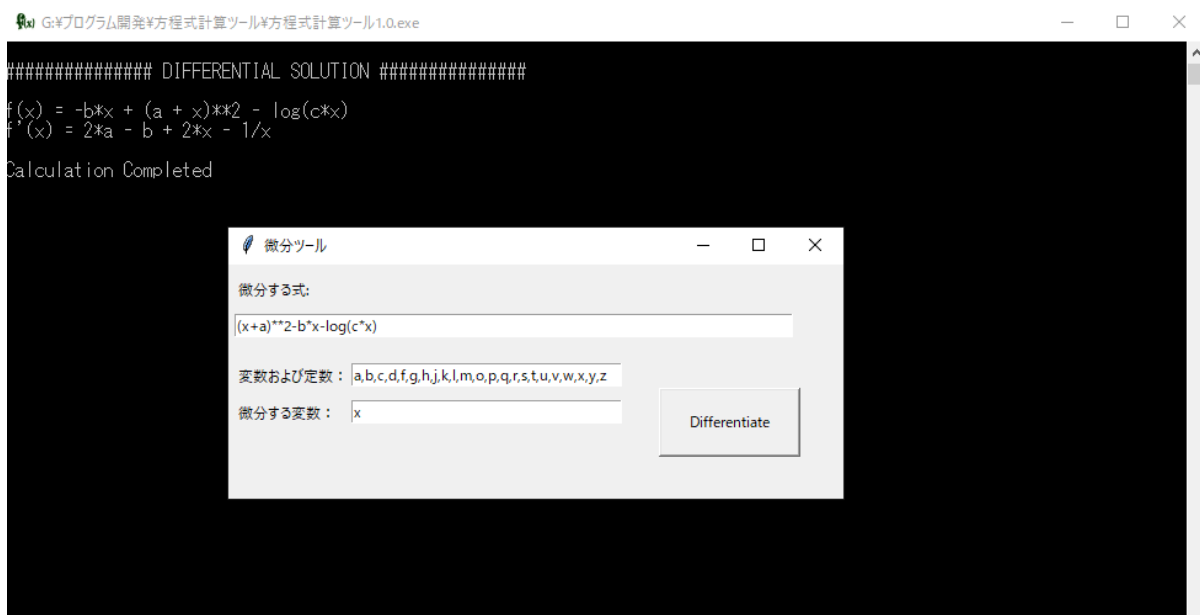 G:¥プログラム開発¥方程式計算ツール¥方程式計算ツール1.0.exe
############### DIFFERENTIAL SOLUTION ###############
f(x) = -b*x + (a + x)**2 - log(c*x)
f'(x) = 2*a - b + 2*x - 1/x
Calculation Completed
微分ツール
微分する式:
(x+a)**2-b*x-log(c*x)
変数および定数： a,b,c,d,f,g,h,j,k,l,m,o,p,q,r,s,t,u,v,w,x,y,z
微分する変数： x
Differentiate